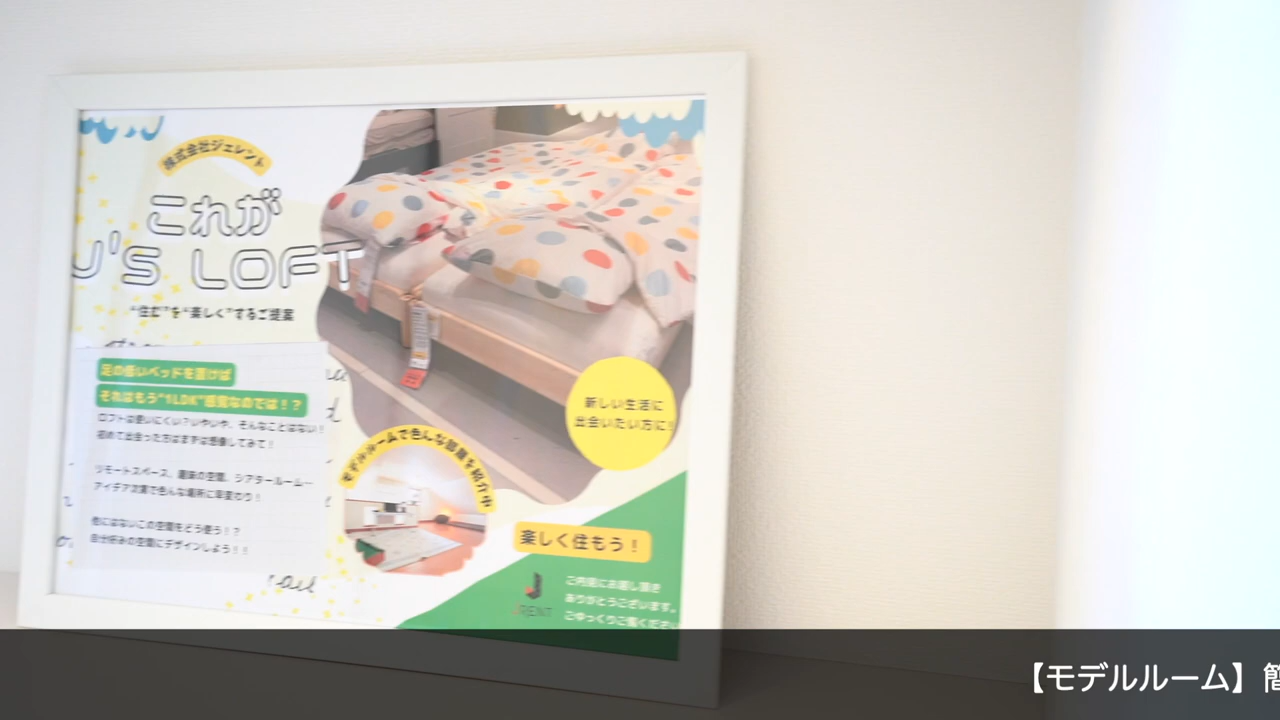 株式会社ジェレント
これが
J'S LOFT
"住む"を"楽しく"するご提案
足の低いベッドを置けば
それはもう"1LDK"感覚なのでは！？
ロフトは使いにくい？いやいや、そんなことはない！
初めて出会った方はまずは想像してみて！
リモートスペース、趣味の空間、シアタールーム…
アイデア次第で色んな場所に早変わり！
他にはないこの空間をどう使う！？
自分好みの空間にデザインしよう！！
新しい生活に
出会いたい方に!
モデルルームで色んな部屋を紹介中
楽しく住もう！
JRENT
ご内覧にお越し頂き
ありがとうございます。
ごゆっくりご覧ください
【モデルルーム】簡